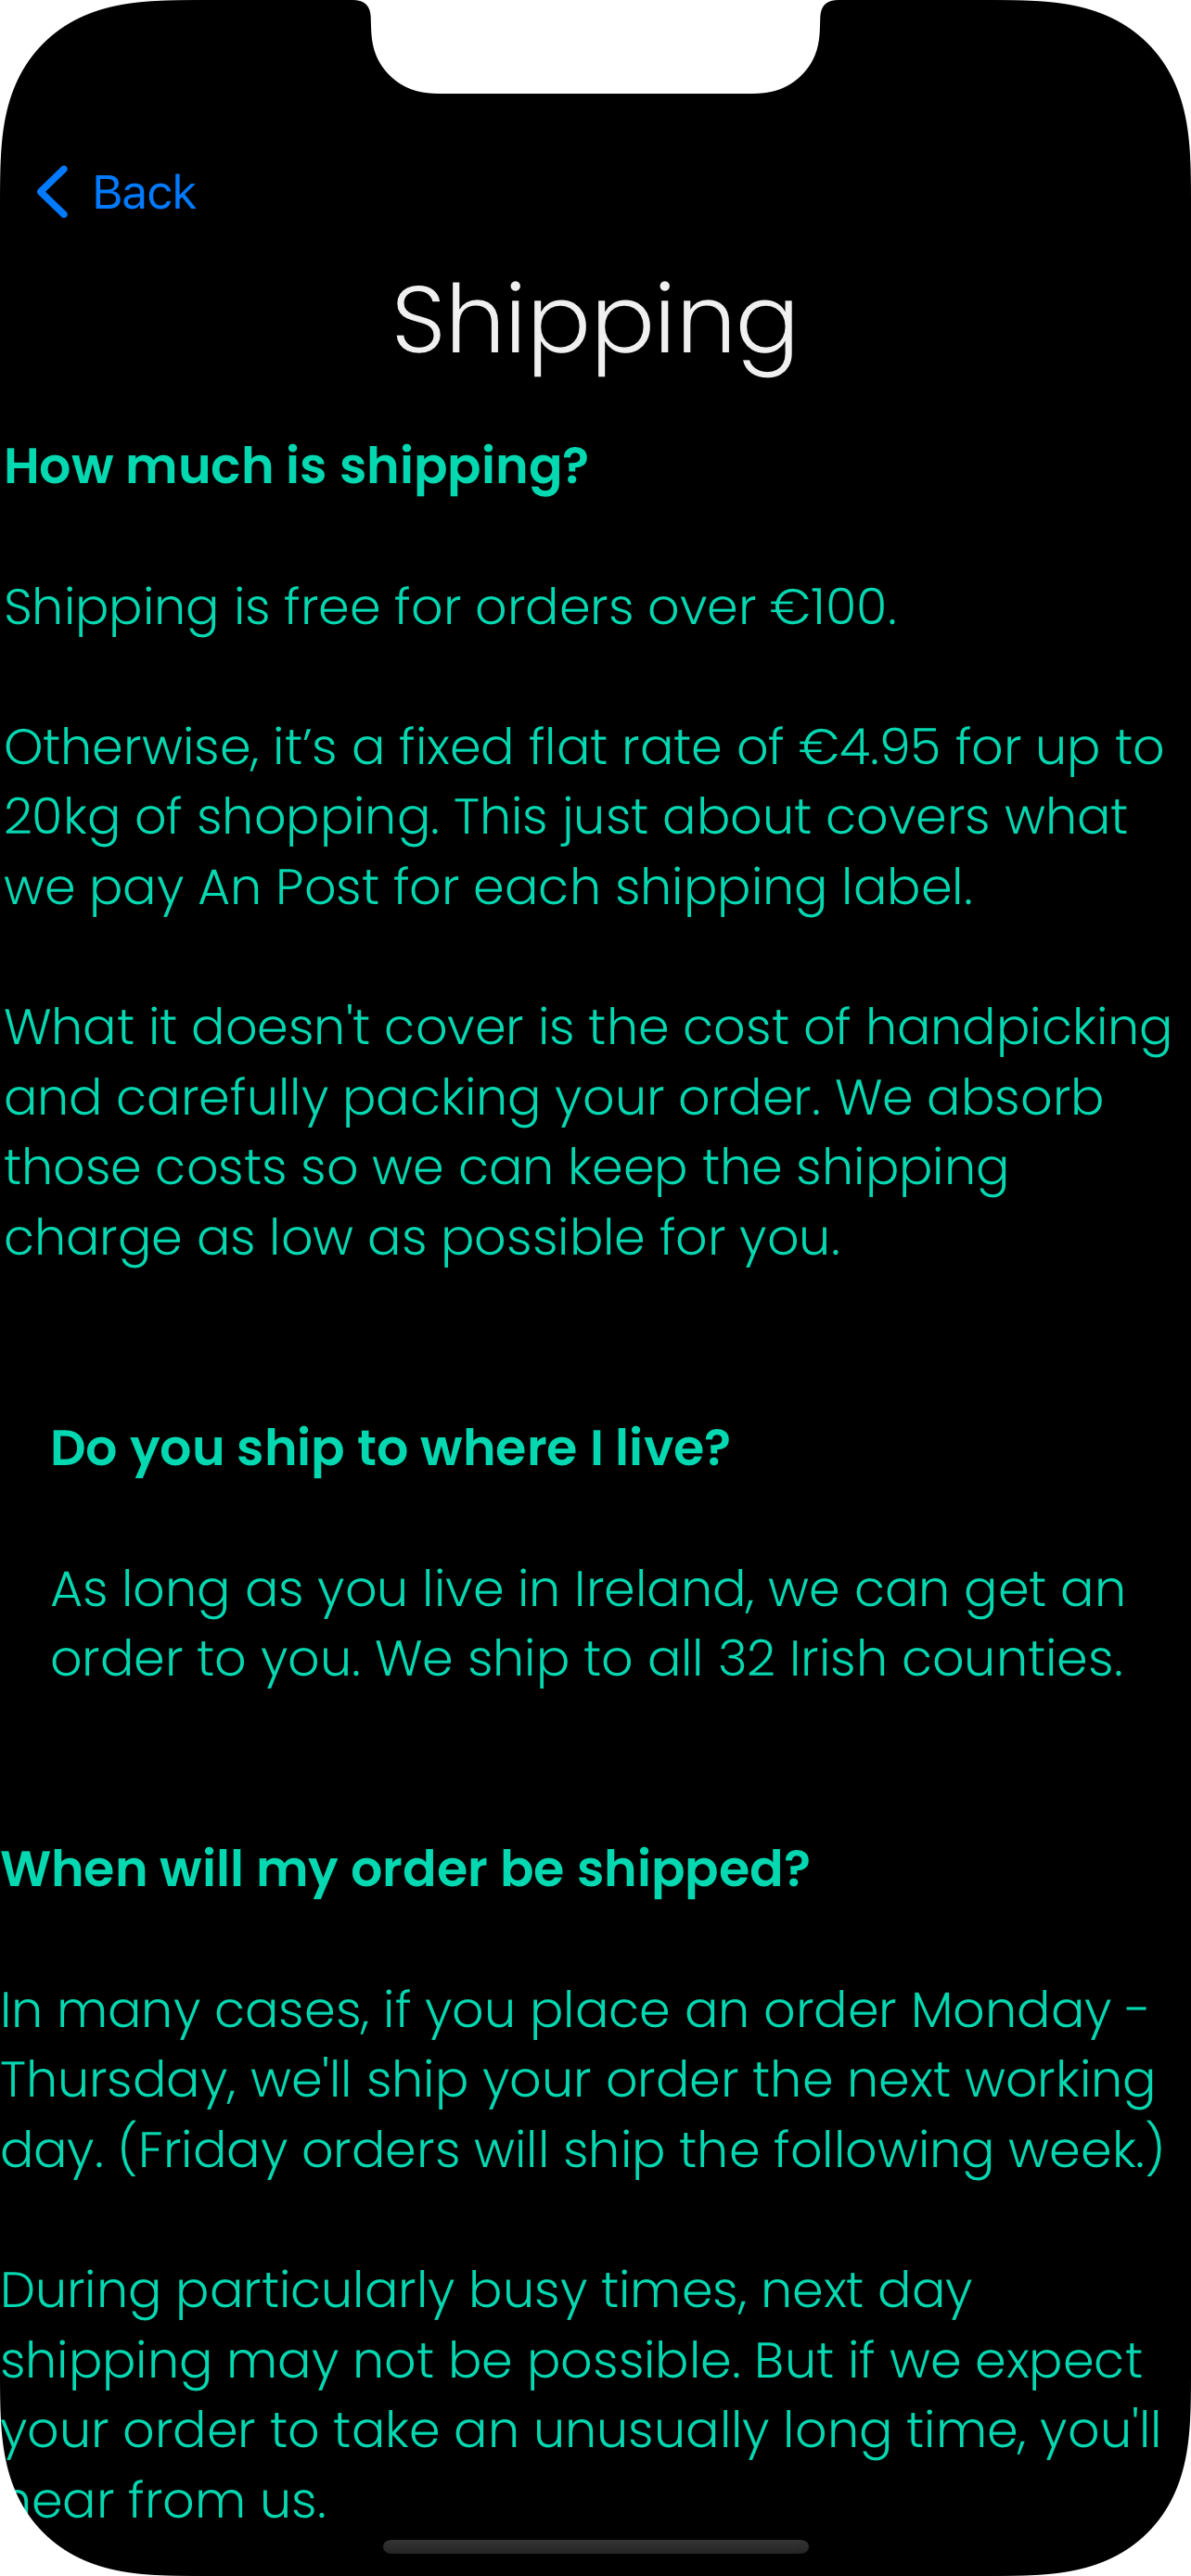 Back
Shipping
How much is shipping?
Shipping is free for orders over €100.
Otherwise, it’s a fixed flat rate of €4.95 for up to
20kg of shopping. This just about covers what
we pay An Post for each shipping label.
What it doesn't cover is the cost of handpicking
and carefully packing your order. We absorb
those costs so we can keep the shipping
charge as low as possible for you.
Do you ship to where I live?
As long as you live in Ireland, we can get an
order to you. We ship to all 32 Irish counties.
When will my order be shipped?
In many cases, if you place an order Monday -
Thursday, we'll ship your order the next working
day. (Friday orders will ship the following week.)
During particularly busy times, next day
shipping may not be possible. But if we expect
your order to take an unusually long time, you'll
hear from us.